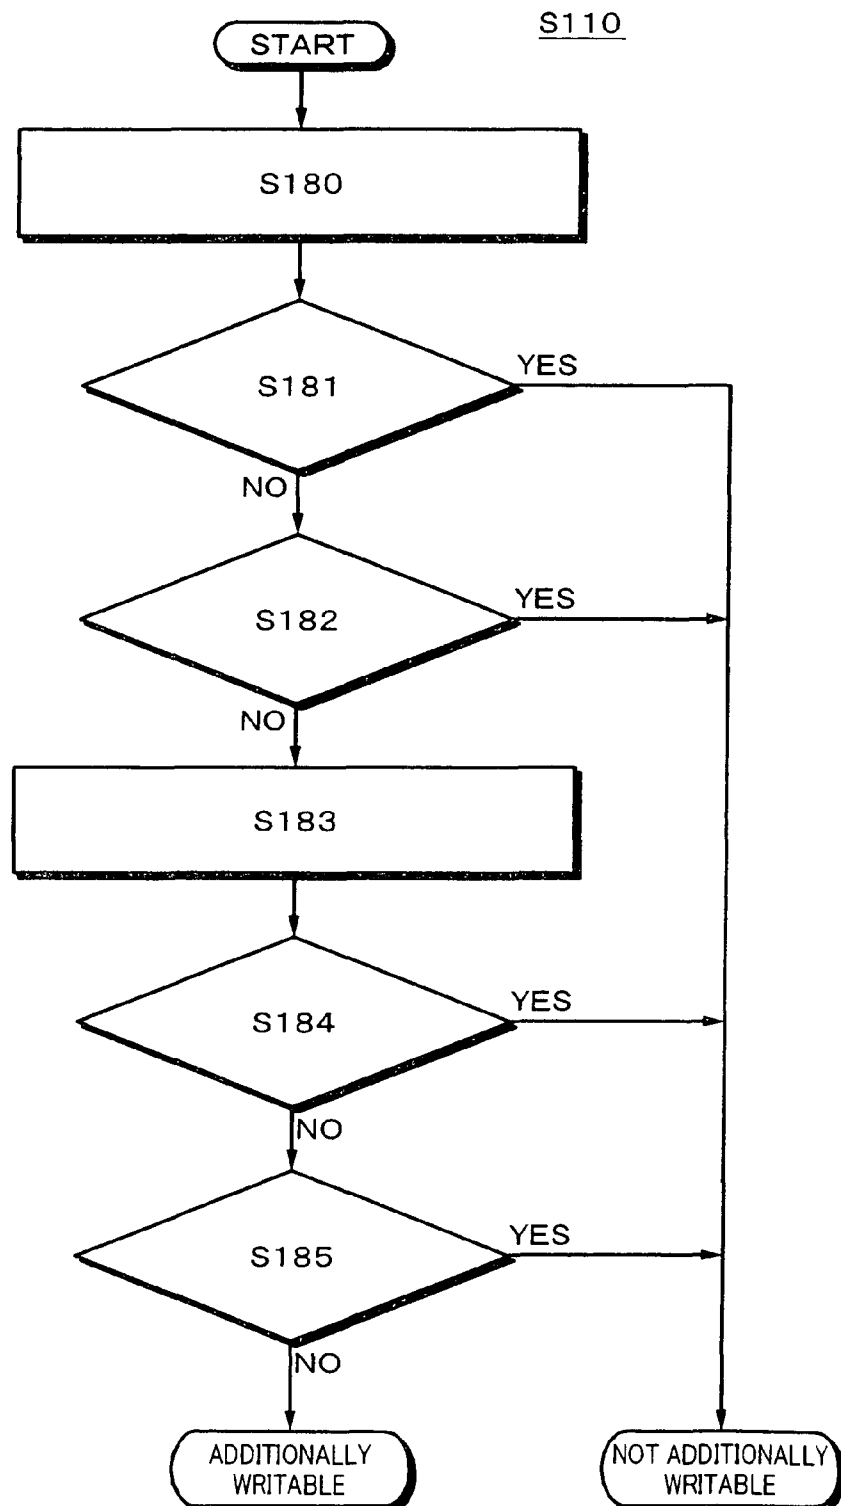 S110
START
S180
S181
YES
NO
S182
YES
NO
S183
S184
YES
NO
S185
YES
NO
ADDITIONALLY
WRITABLE
NOT ADDITIONALLY
WRITABLE